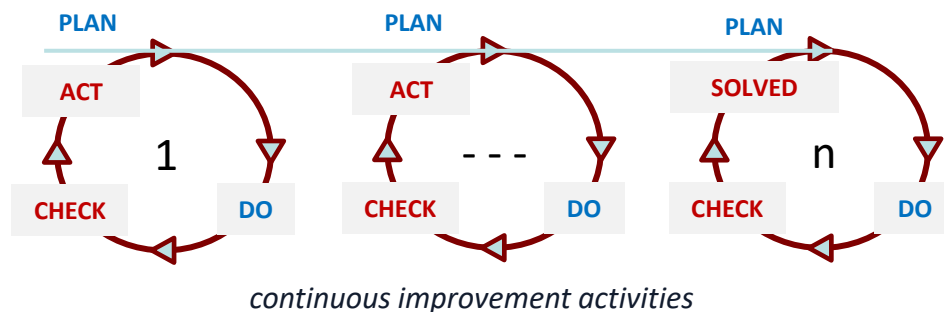 PLAN PLAN PLAN
ACT ACT SOLVED
1 - - - n
CHECK DO CHECK DO CHECK DO
continuous improvement activities